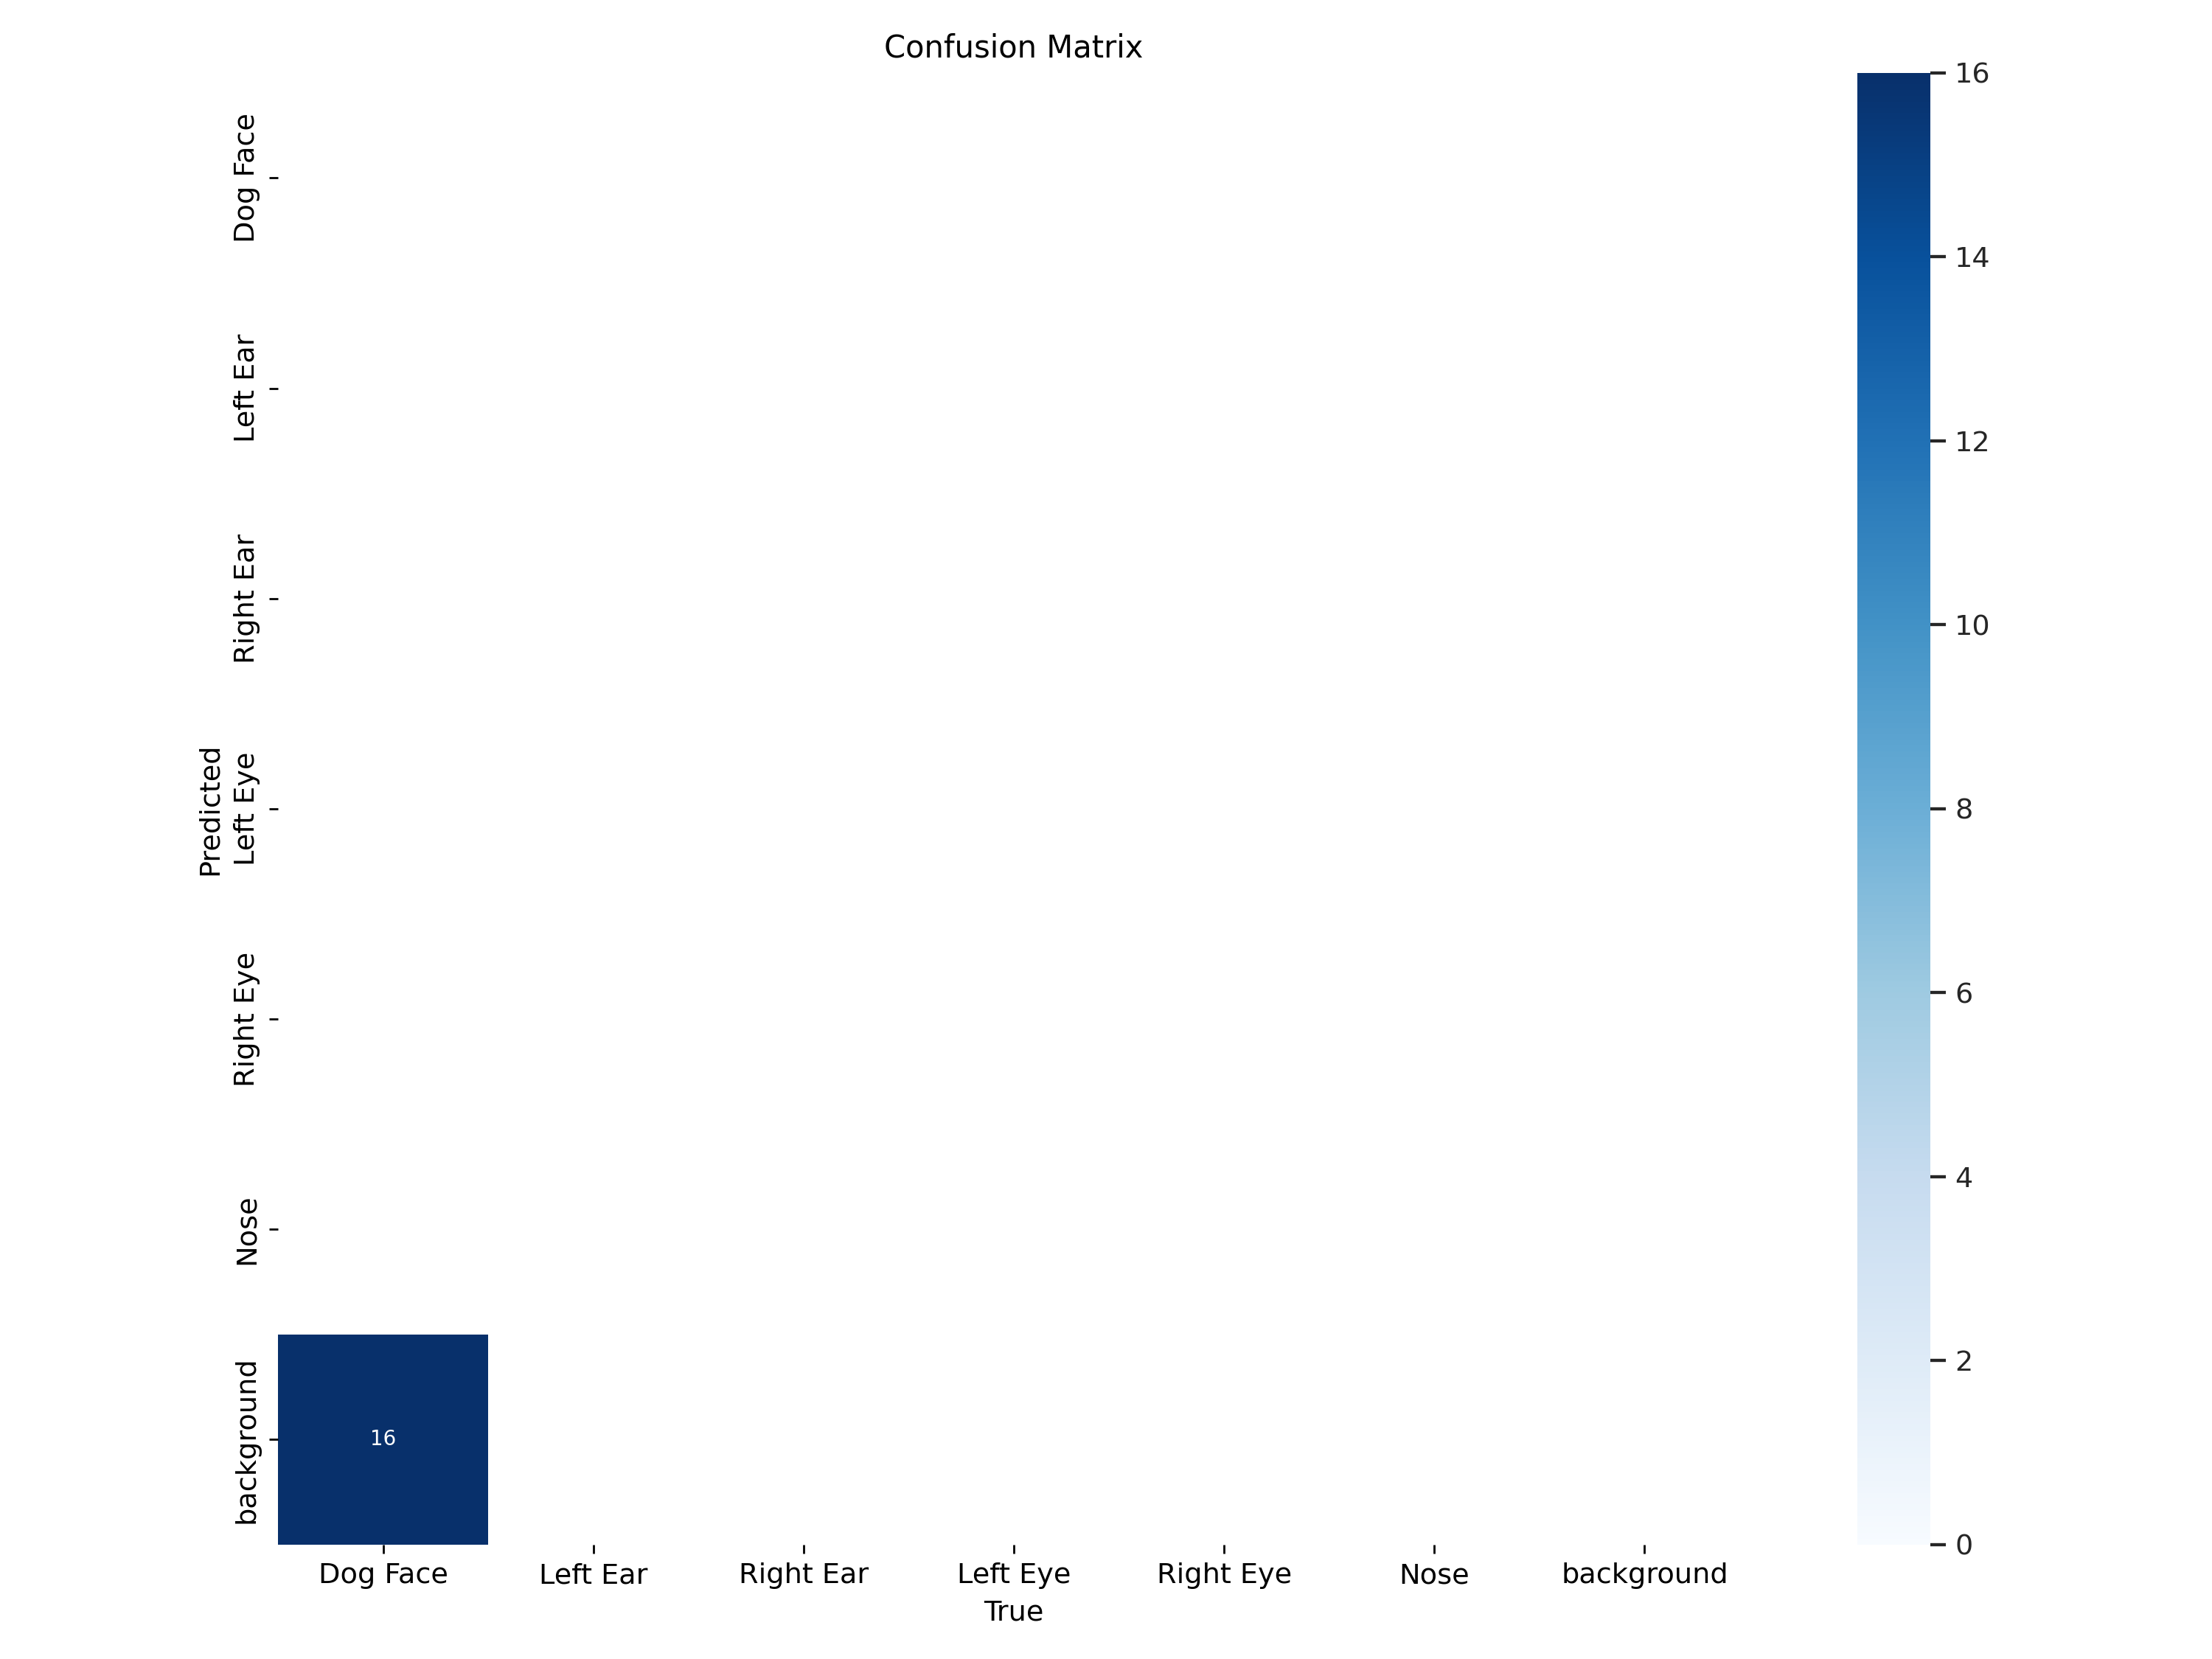 Confusion Matrix
Predicted
Dog Face
Left Ear
Right Ear
Left Eye
Right Eye
Nose
background
16
Dog Face
Left Ear
Right Ear
Left Eye
Right Eye
Nose
background
True
16
14
12
10
8
6
4
2
0